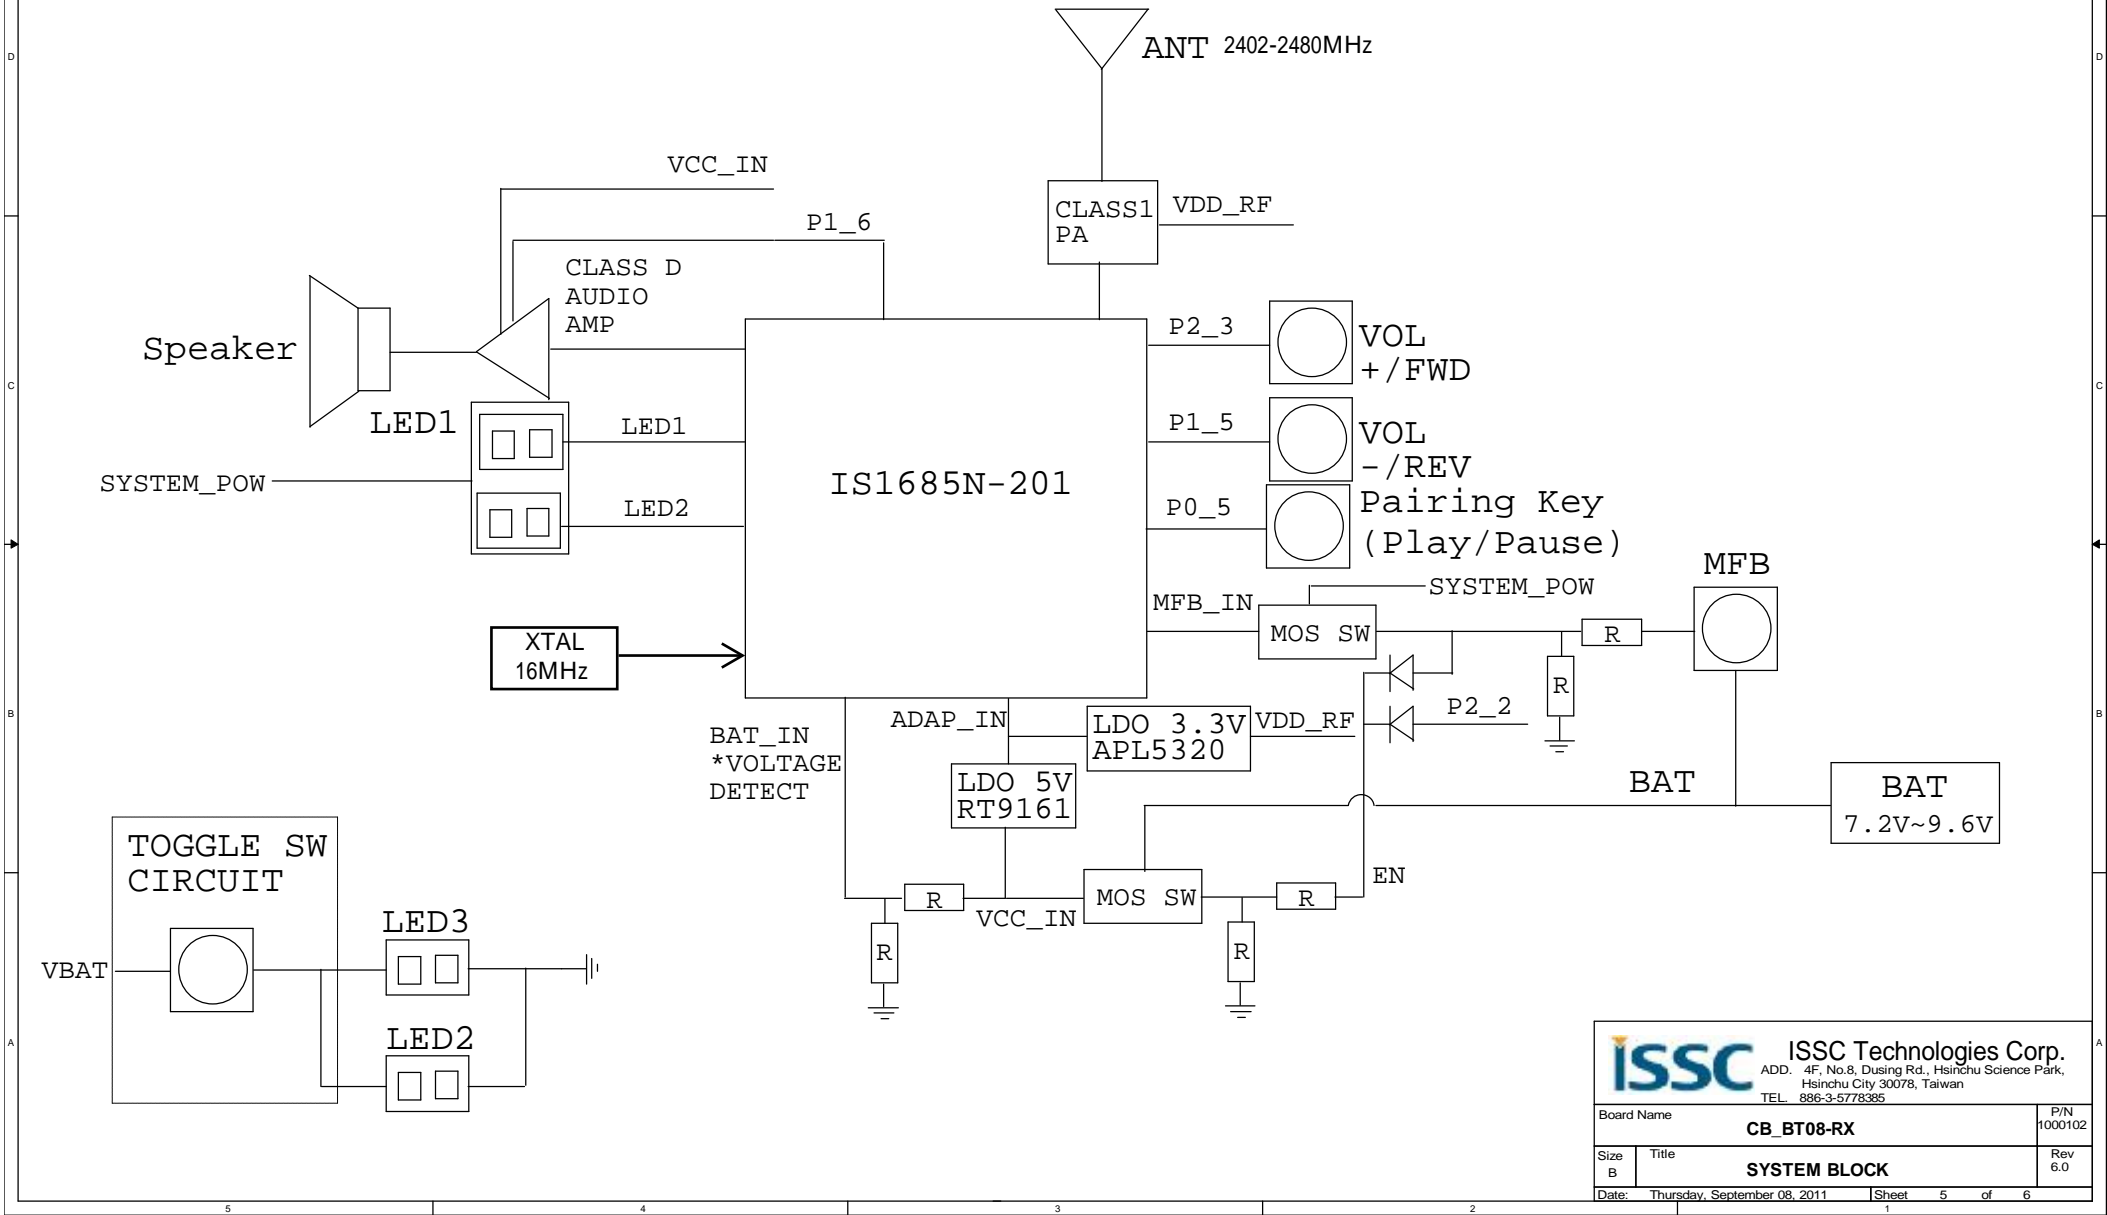 D
D
ANT 2402-2480MHz
VCC_IN
P1_6
CLASS1
PA
VDD_RF
CLASS D
AUDIO
AMP
Speaker
P2_3
VOL
+/FWD
C
C
LED1
LED1
P1_5
VOL
-/REV
SYSTEM_POW
IS1685N-201
LED2
P0_5
Pairing Key
(Play/Pause)
MFB
SYSTEM_POW
MFB_IN
MOS SW
R
R
XTAL
16MHz
B
B
BAT_IN
*VOLTAGE
DETECT
ADAP_IN
LDO 3.3V
APL5320
VDD_RF
P2_2
LDO 5V
RT9161
BAT
BAT
7.2V~9.6V
TOGGLE SW
CIRCUIT
EN
R
VCC_IN
MOS SW
R
R
R
LED3
VBAT
LED2
A
A
ISSC
ISSC Technologies Corp.
ADD. 4F, No.8, Dusing Rd., Hsinchu Science Park,
Hsinchu City 30078, Taiwan
TEL. 886-3-5778385
Board Name
CB_BT08-RX
P/N
1000102
Size
B
Title
SYSTEM BLOCK
Rev
6.0
Date: Thursday, September 08, 2011 Sheet 5 of 6
5 4 3 2 1